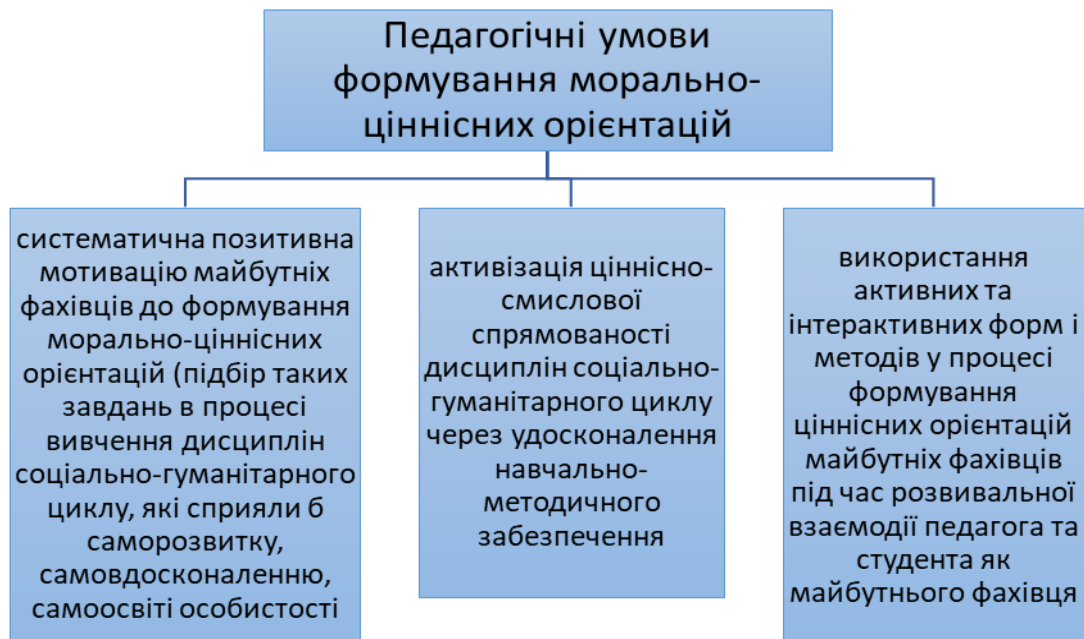 Педагогічні умови
формування морально-
ціннісних орієнтацій
систематична позитивна
мотивацію майбутніх
фахівців до формування
морально-ціннісних
орієнтацій (підбір таких
завдань в процесі
вивчення дисциплін
соціально-гуманітарного
циклу, які сприяли б
саморозвитку,
самовдосконаленню,
самоосвіті особистості
активізація ціннісно-
смислової
спрямованості
дисциплін соціально-
гуманітарного циклу
через удосконалення
навчально-
методичного
забезпечення
використання
активних та
інтерактивних форм і
методів у процесі
формування
ціннісних орієнтацій
майбутніх фахівців
під час розвивальної
взаємодії педагога та
студента як
майбутнього фахівця